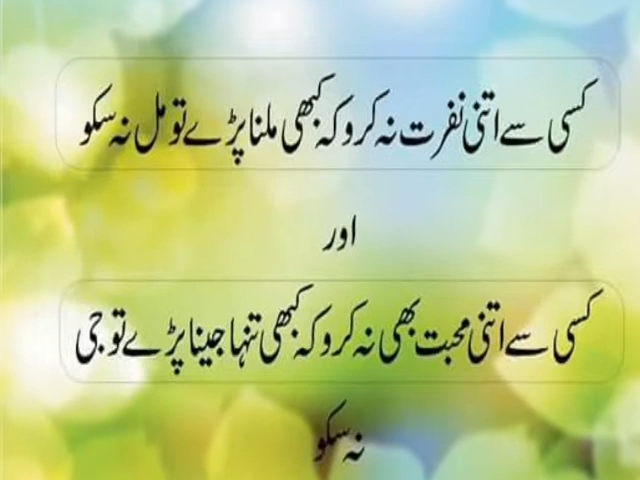 کسی سے اتنی نفرت نہ کرو کہ کبھی ملنا پڑے تو مل نہ سکو
اور
کسی سے اتنی محبت بھی نہ کرو کہ کبھی تنہا جینا پڑے تو جی
نہ سکو